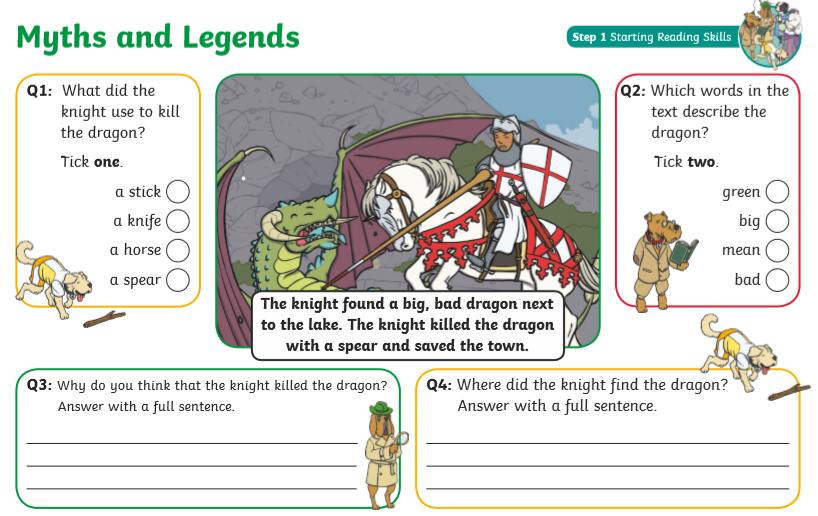 Myths and Legends
Step 1 Starting Reading Skills
Q1: What did the
knight use to kill
the dragon?
Tick one.
a stick
a knife
a horse
a spear
The knight found a big, bad dragon next
to the lake. The knight killed the dragon
with a spear and saved the town.
Q2: Which words in the
text describe the
dragon?
Tick two.
green
big
mean
bad
Q3: Why do you think that the knight killed the dragon?
Answer with a full sentence.
Q4: Where did the knight find the dragon?
Answer with a full sentence.